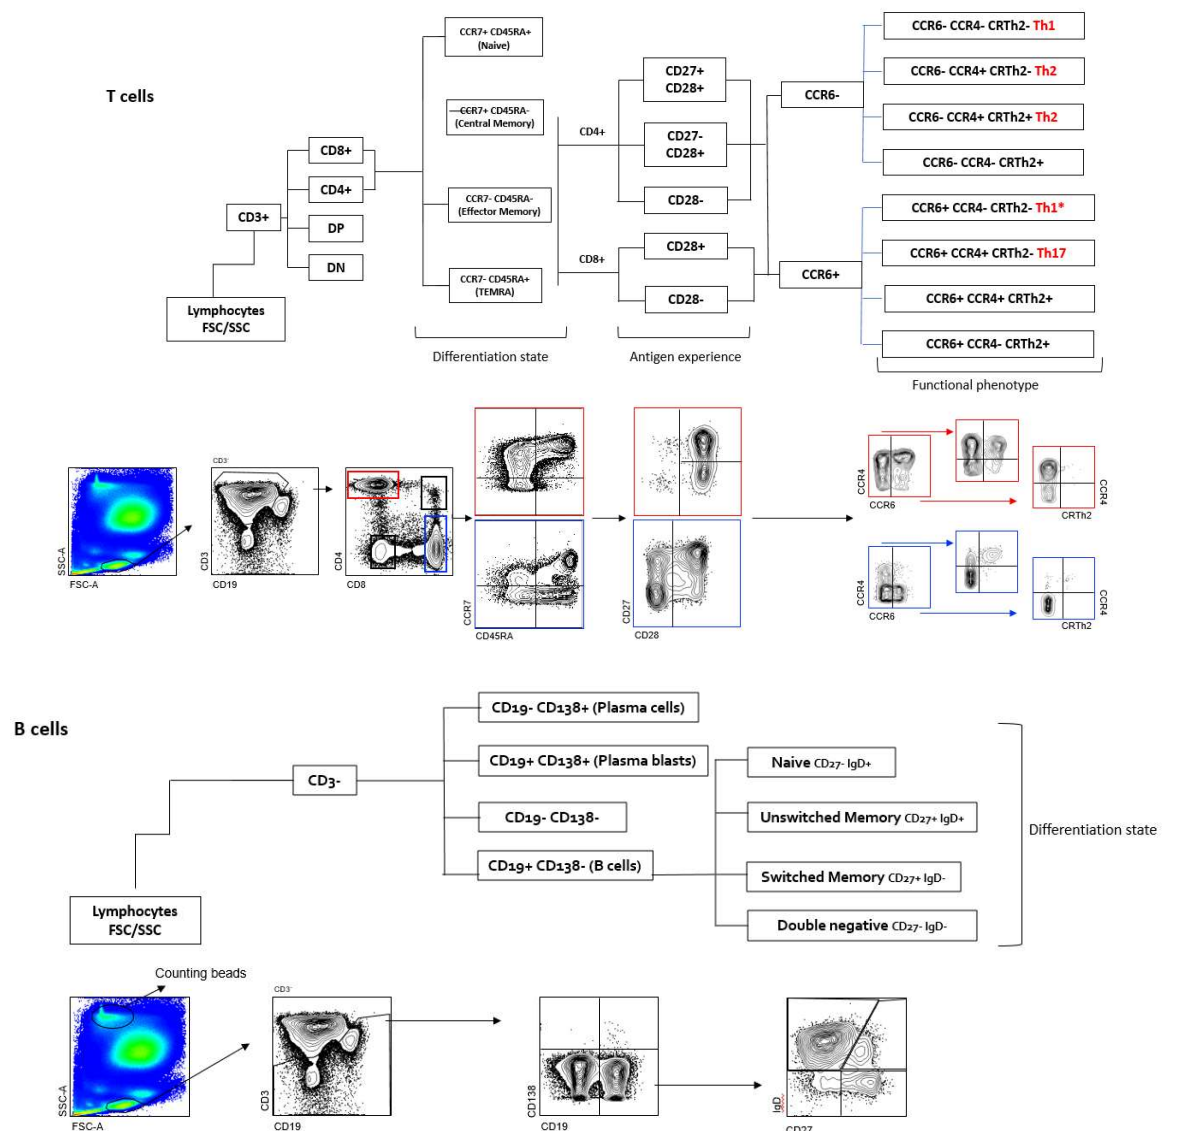 T cells
Lymphocytes
FSC/SSC
CD3+
CD8+
CD4+
DP
DN
CCR7+ CD45RA+
(Naive)
CCR7+ CD45RA-
(Central Memory)
CCR7- CD45RA-
(Effector Memory)
CCR7- CD45RA+
(TEMRA)
Differentiation state
CD4+
CD8+
CD27+
CD28+
CD27-
CD28+
CD28-
CD28+
CD28-
Antigen experience
CCR6-
CCR6+
CCR6- CCR4- CRTh2- Th1
CCR6- CCR4+ CRTh2- Th2
CCR6- CCR4+ CRTh2+ Th2
CCR6- CCR4- CRTh2+
CCR6+ CCR4- CRTh2- Th1*
CCR6+ CCR4+ CRTh2- Th17
CCR6+ CCR4+ CRTh2+
CCR6+ CCR4- CRTh2+
Functional phenotype
SSC-A
FSC-A
CD3-
CD3
CD19
CD4
CD8
CCR7
CD45RA
CD27
CD28
CCR4
CCR6
CCR4
CRTh2
CCR4
CCR6
CCR4
CRTh2
B cells
Lymphocytes
FSC/SSC
CD3-
CD19- CD138+ (Plasma cells)
CD19+ CD138+ (Plasma blasts)
CD19- CD138-
CD19+ CD138- (B cells)
Naive CD27- IgD+
Unswitched Memory CD27+ IgD+
Switched Memory CD27+ IgD-
Double negative CD27- IgD-
Differentiation state
Counting beads
SSC-A
FSC-A
CD3-
CD3
CD19
CD138
CD19
IgD
CD27